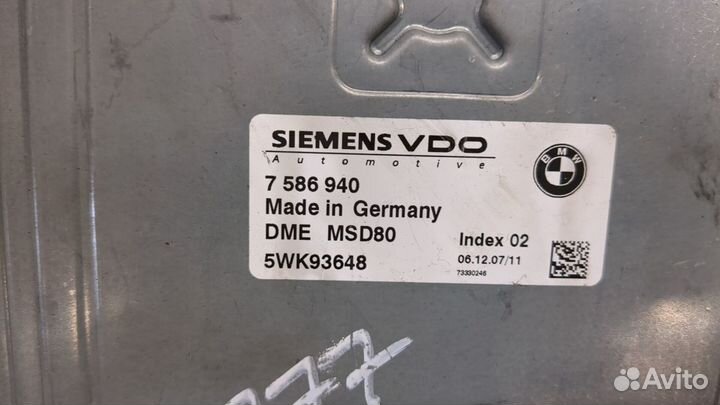 SIEMENS VDO
Automotive
BMW
7 586 940
Made in Germany
DME MSD80
Index 02
5WK93648
06.12.07/11
73330246
277
Avito